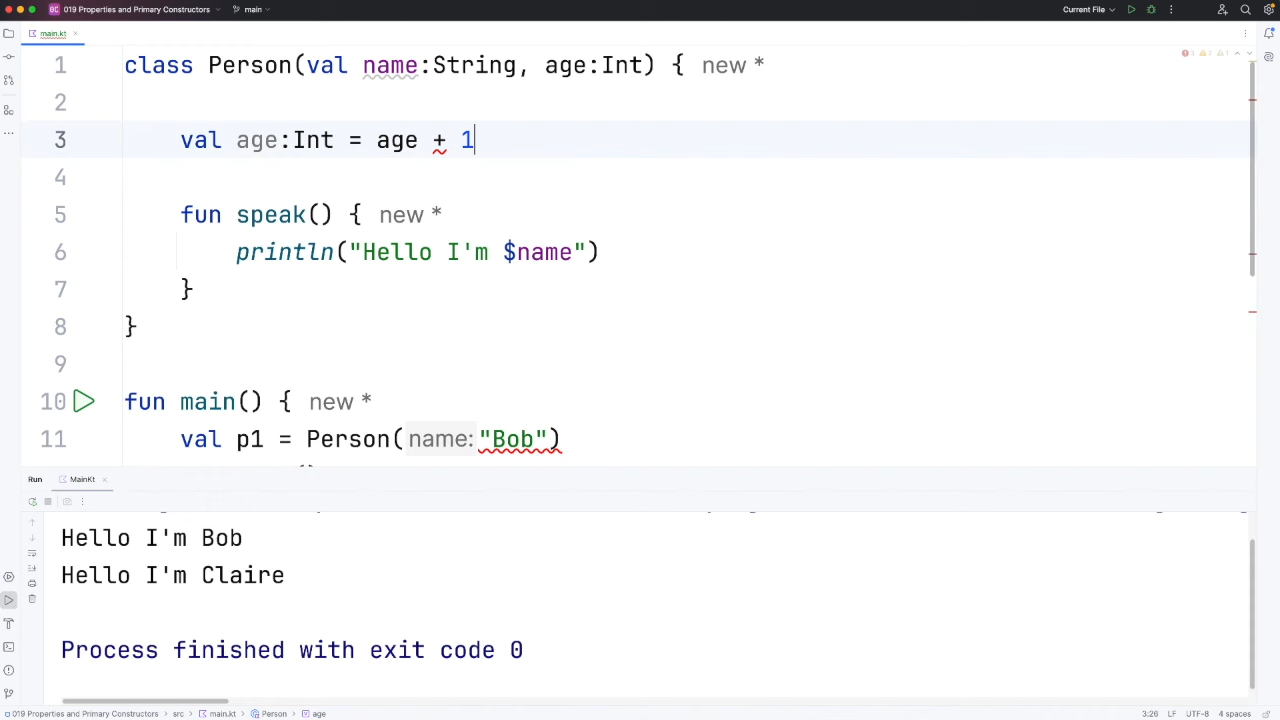 019 Properties and Primary Constructors main Current File
main.kt
1 class Person(val name:String, age:Int) { new *
2
3 val age:Int = age + 1
4
5 fun speak() { new *
6 println("Hello I'm $name")
7 }
8 }
9
10 fun main() { new *
11 val p1 = Person(name: "Bob")
Run MainKt
Hello I'm Bob
Hello I'm Claire
Process finished with exit code 0
019 Properties and Primary Constructors src main.kt Person age 3:26 LF UTF-8 4 spaces